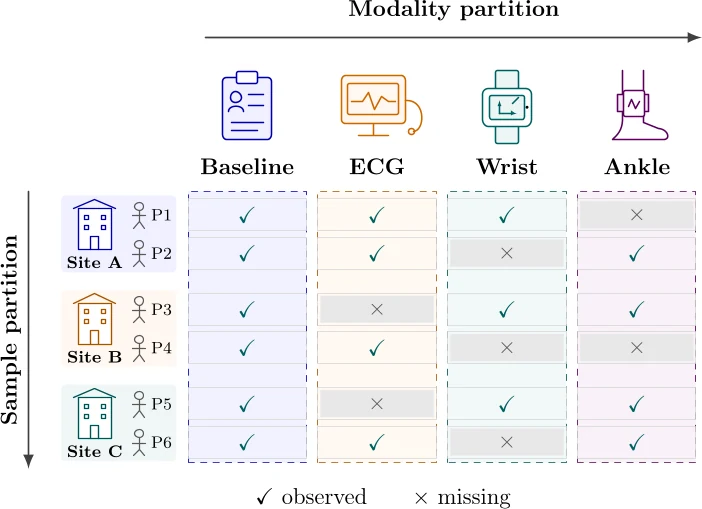 Modality partition
Baseline ECG Wrist Ankle
Sample partition
P1 ✓ ✓ ✓ ×
P2 ✓ ✓ × ✓
Site A
P3 ✓ × ✓ ✓
P4 ✓ ✓ × ×
Site B
P5 ✓ × ✓ ✓
P6 ✓ ✓ × ✓
Site C
✓ observed × missing